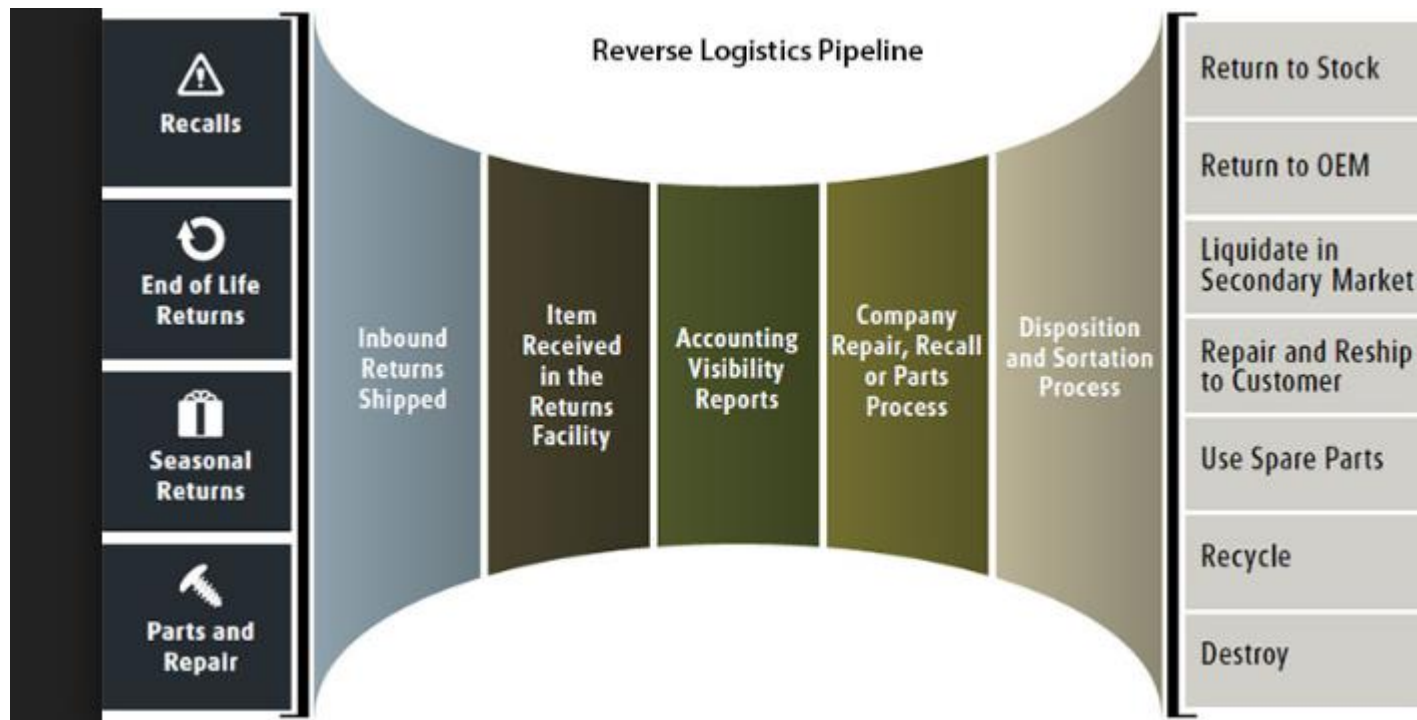 Reverse Logistics Pipeline
Recalls
End of Life
Returns
Seasonal
Returns
Parts and
Repair
Inbound
Returns
Shipped
Item
Received
in the
Returns
Facility
Accounting
Visibility
Reports
Company
Repair, Recall
or Parts
Process
Disposition
and Sortation
Process
Return to Stock
Return to OEM
Liquidate in
Secondary Market
Repair and Reship
to Customer
Use Spare Parts
Recycle
Destroy